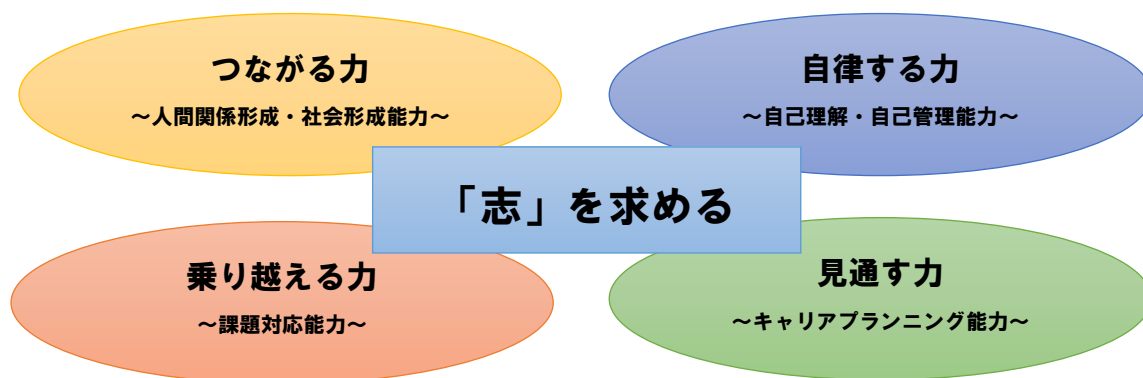 つながる力
～人間関係形成・社会形成能力～
自律する力
～自己理解・自己管理能力～
「志」を求める
乗り越える力
～課題対応能力～
見通す力
～キャリアプランニング能力～